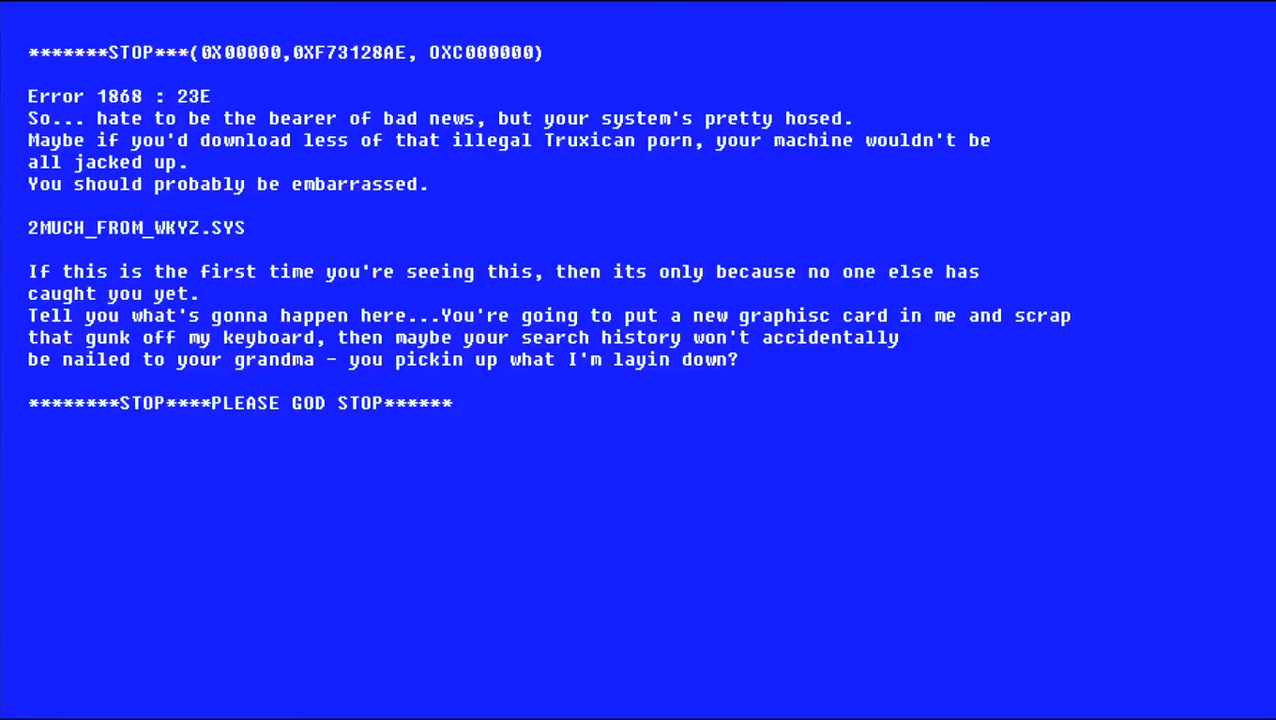 *******STOP***(0X00000,0XF73128AE, OXC000000)
Error 1868 : 23E
So... hate to be the bearer of bad news, but your system's pretty hosed.
Maybe if you'd download less of that illegal Truxican porn, your machine wouldn't be
all jacked up.
You should probably be embarrassed.
2MUCH_FROM_WKYZ.SYS
If this is the first time you're seeing this, then its only because no one else has
caught you yet.
Tell you what's gonna happen here...You're going to put a new graphisc card in me and scrap
that gunk off my keyboard, then maybe your search history won't accidentally
be nailed to your grandma - you pickin up what I'm layin down?
********STOP****PLEASE GOD STOP******